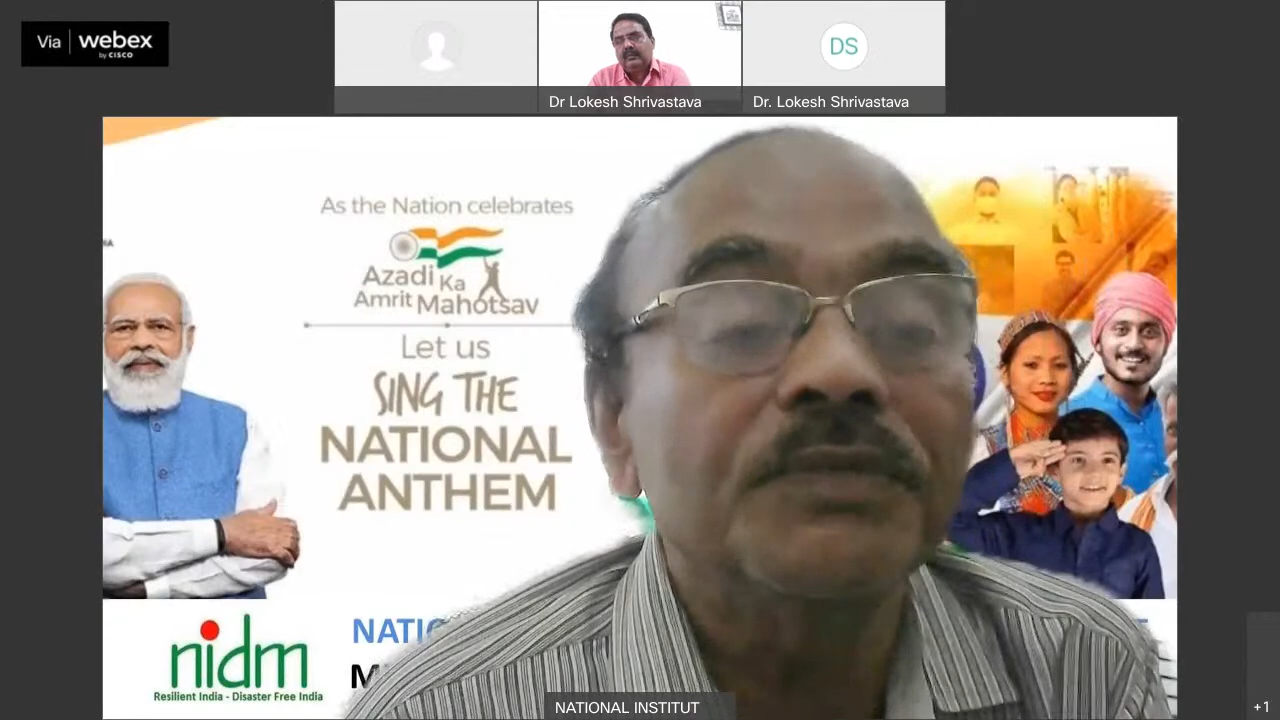 Via webex
by CISCO
DS
Dr Lokesh Shrivastava
Dr. Lokesh Shrivastava
As the Nation celebrates
Azadi Ka
Amrit Mahotsav
Let us
SING THE
NATIONAL
ANTHEM
nidm
Resilient India - Disaster Free India
NATIONAL INSTITUT
+1